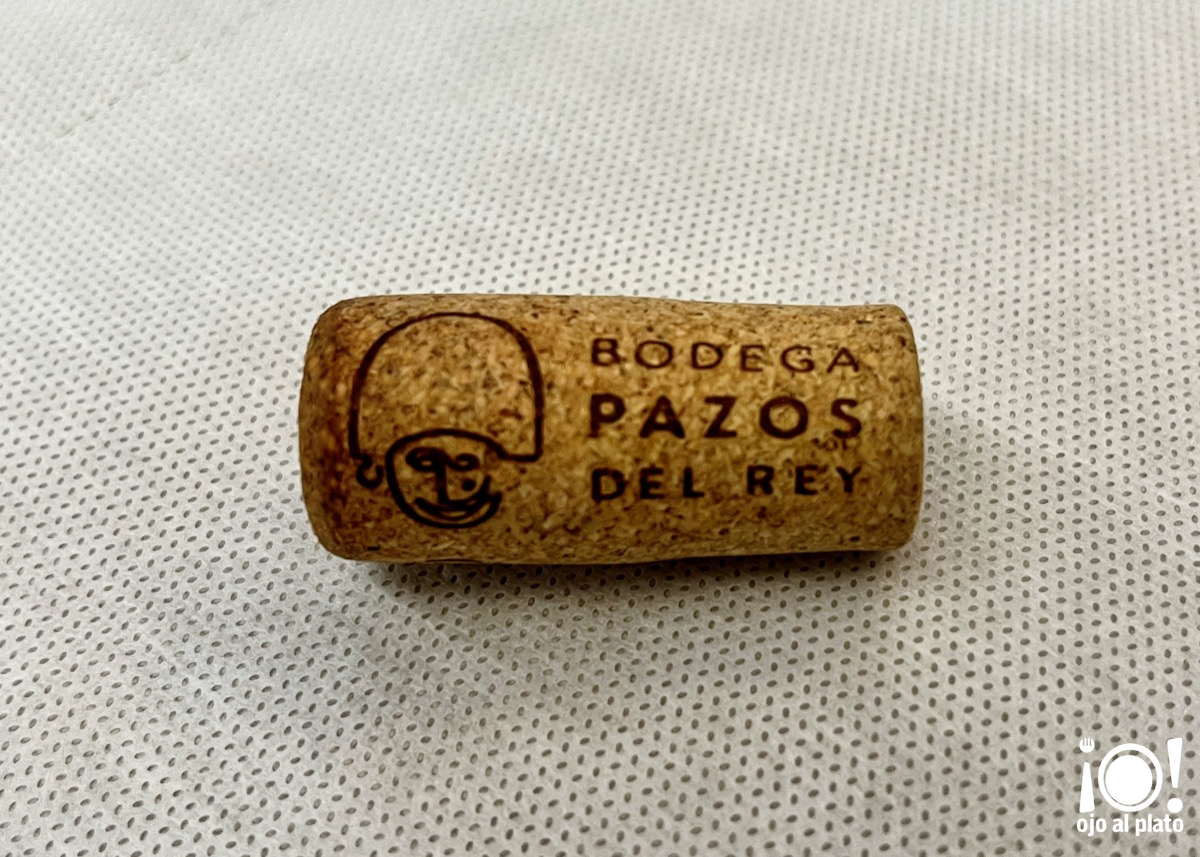 BODEGA
PAZOS
DEL REY
¡O!
ojo al plato